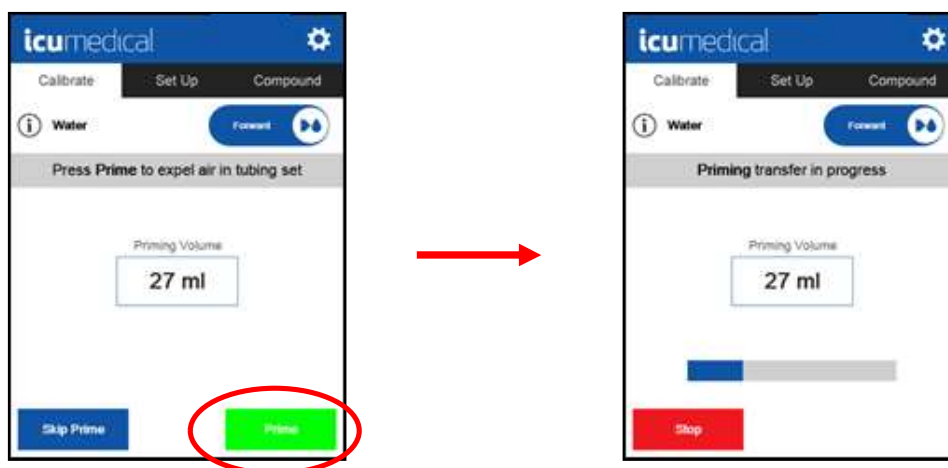 icumedical
Calibrate Set Up Compound
Water Forward
Press Prime to expel air in tubing set
Priming Volume
27 ml
Skip Prime Prime
icumedical
Calibrate Set Up Compound
Water Forward
Priming transfer in progress
Priming Volume
27 ml
Stop